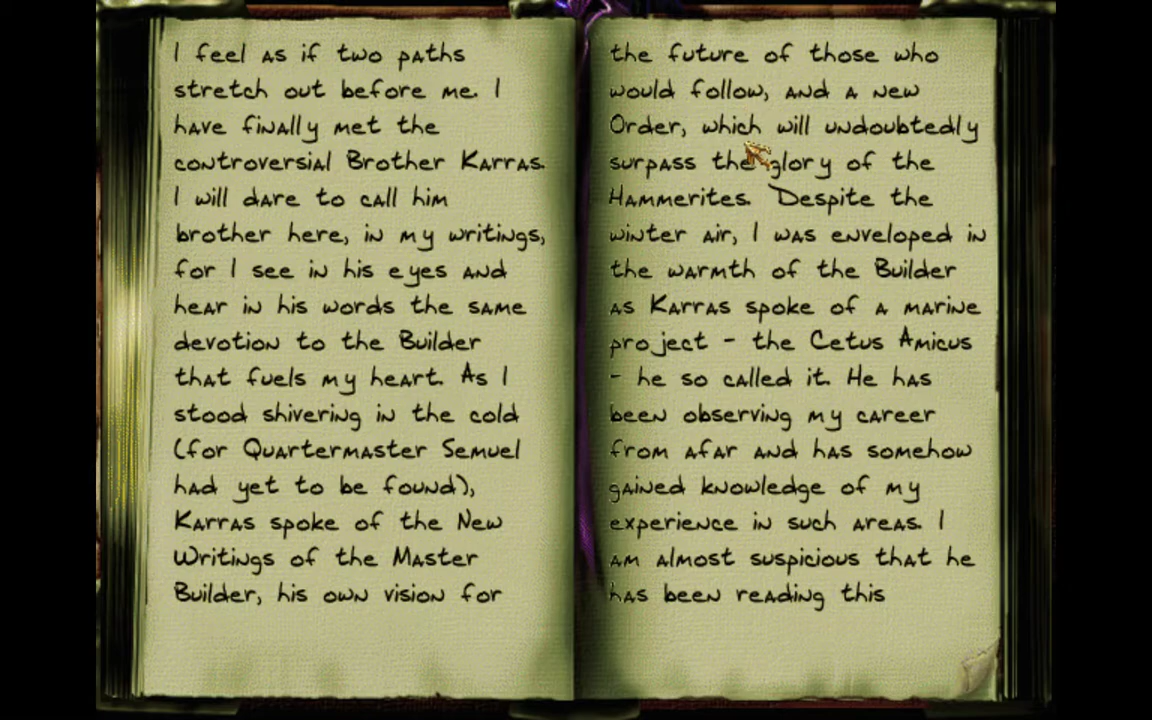 I feel as if two paths
stretch out before me. I
have finally met the
controversial Brother Karras.
I will dare to call him
brother here, in my writings,
for I see in his eyes and
hear in his words the same
devotion to the Builder
that fuels my heart. As I
stood shivering in the cold
(for Quartermaster Semuel
had yet to be found),
Karras spoke of the New
Writings of the Master
Builder, his own vision for
the future of those who
would follow, and a new
Order, which will undoubtedly
surpass the glory of the
Hammerites. Despite the
winter air, I was enveloped in
the warmth of the Builder
as Karras spoke of a marine
project - the Cetus Amicus
- he so called it. He has
been observing my career
from afar and has somehow
gained knowledge of my
experience in such areas. I
am almost suspicious that he
has been reading this